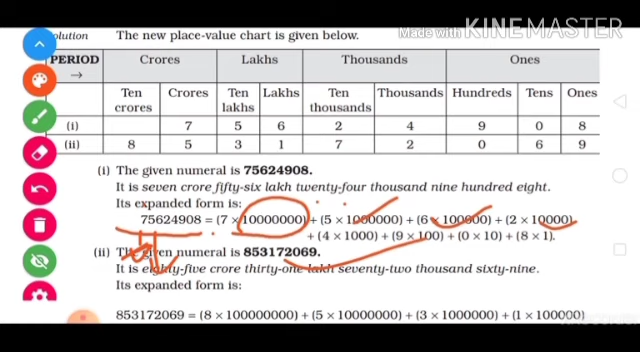 Made with KINEMASTER
olution The new place-value chart is given below.
PERIOD → Crores Lakhs Thousands Ones
Ten crores Crores Ten lakhs Lakhs Ten thousands Thousands Hundreds Tens Ones
(i) 7 5 6 2 4 9 0 8
(ii) 8 5 3 1 7 2 0 6 9
(i) The given numeral is 75624908.
It is seven crore fifty-six lakh twenty-four thousand nine hundred eight.
Its expanded form is:
75624908 = (7 × 10000000) + (5 × 1000000) + (6 × 100000) + (2 × 10000)
+ (4 × 1000) + (9 × 100) + (0 × 10) + (8 × 1).
(ii) The given numeral is 853172069.
It is eighty-five crore thirty-one lakh seventy-two thousand sixty-nine.
Its expanded form is:
853172069 = (8 × 100000000) + (5 × 10000000) + (3 × 1000000) + (1 × 100000)